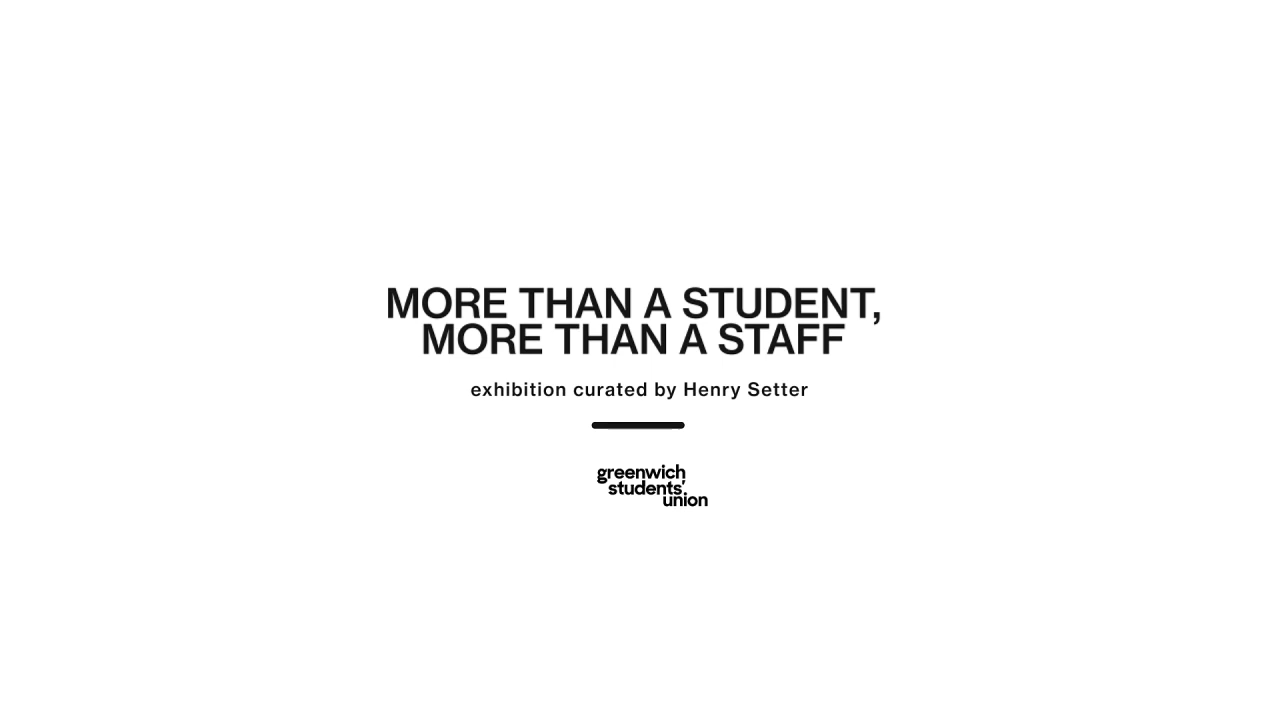 MORE THAN A STUDENT,
MORE THAN A STAFF
exhibition curated by Henry Setter
greenwich
students'
union